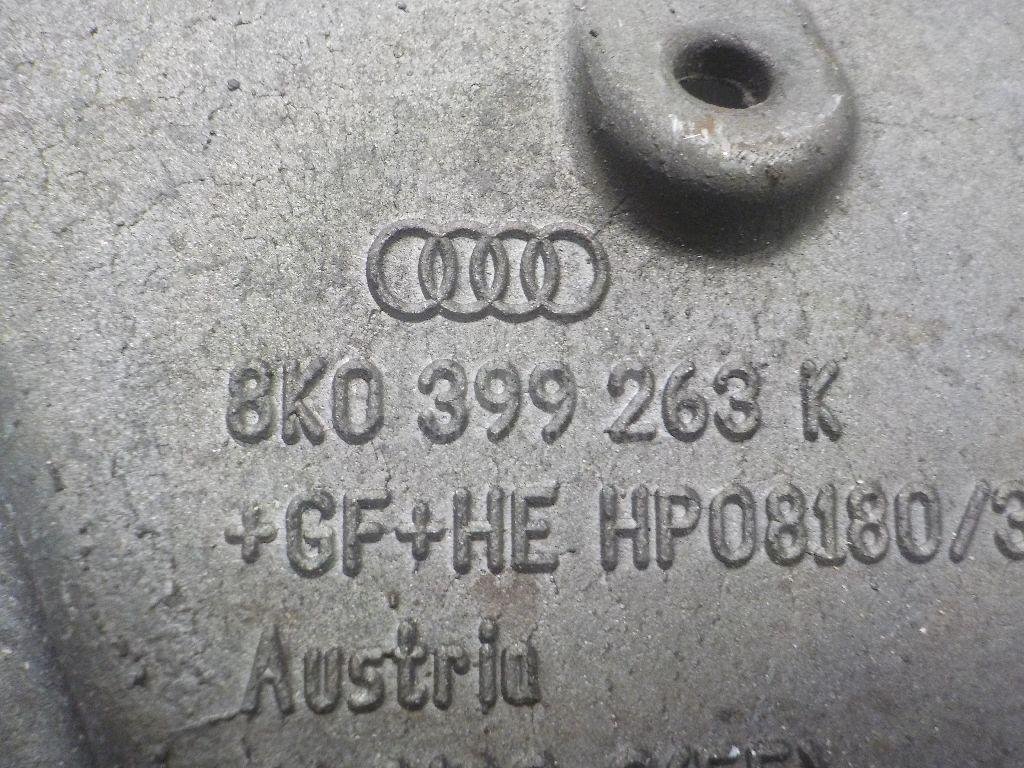 8K0 399 263 K
+GF+HE HP08180/3
Austria